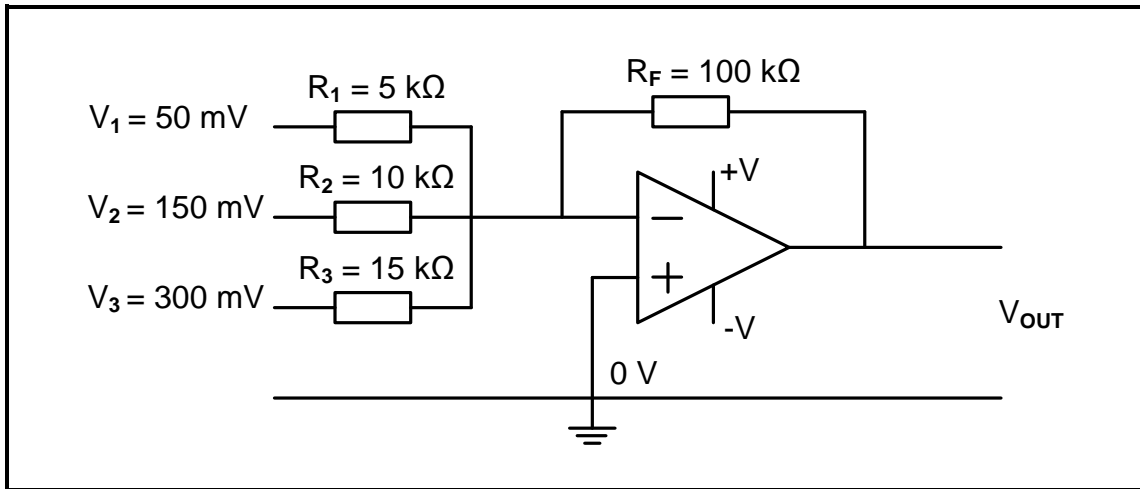 R1 = 5 kΩ
RF = 100 kΩ
V1 = 50 mV
R2 = 10 kΩ
+V
V2 = 150 mV
−
R3 = 15 kΩ
+
V3 = 300 mV
-V
VOUT
0 V